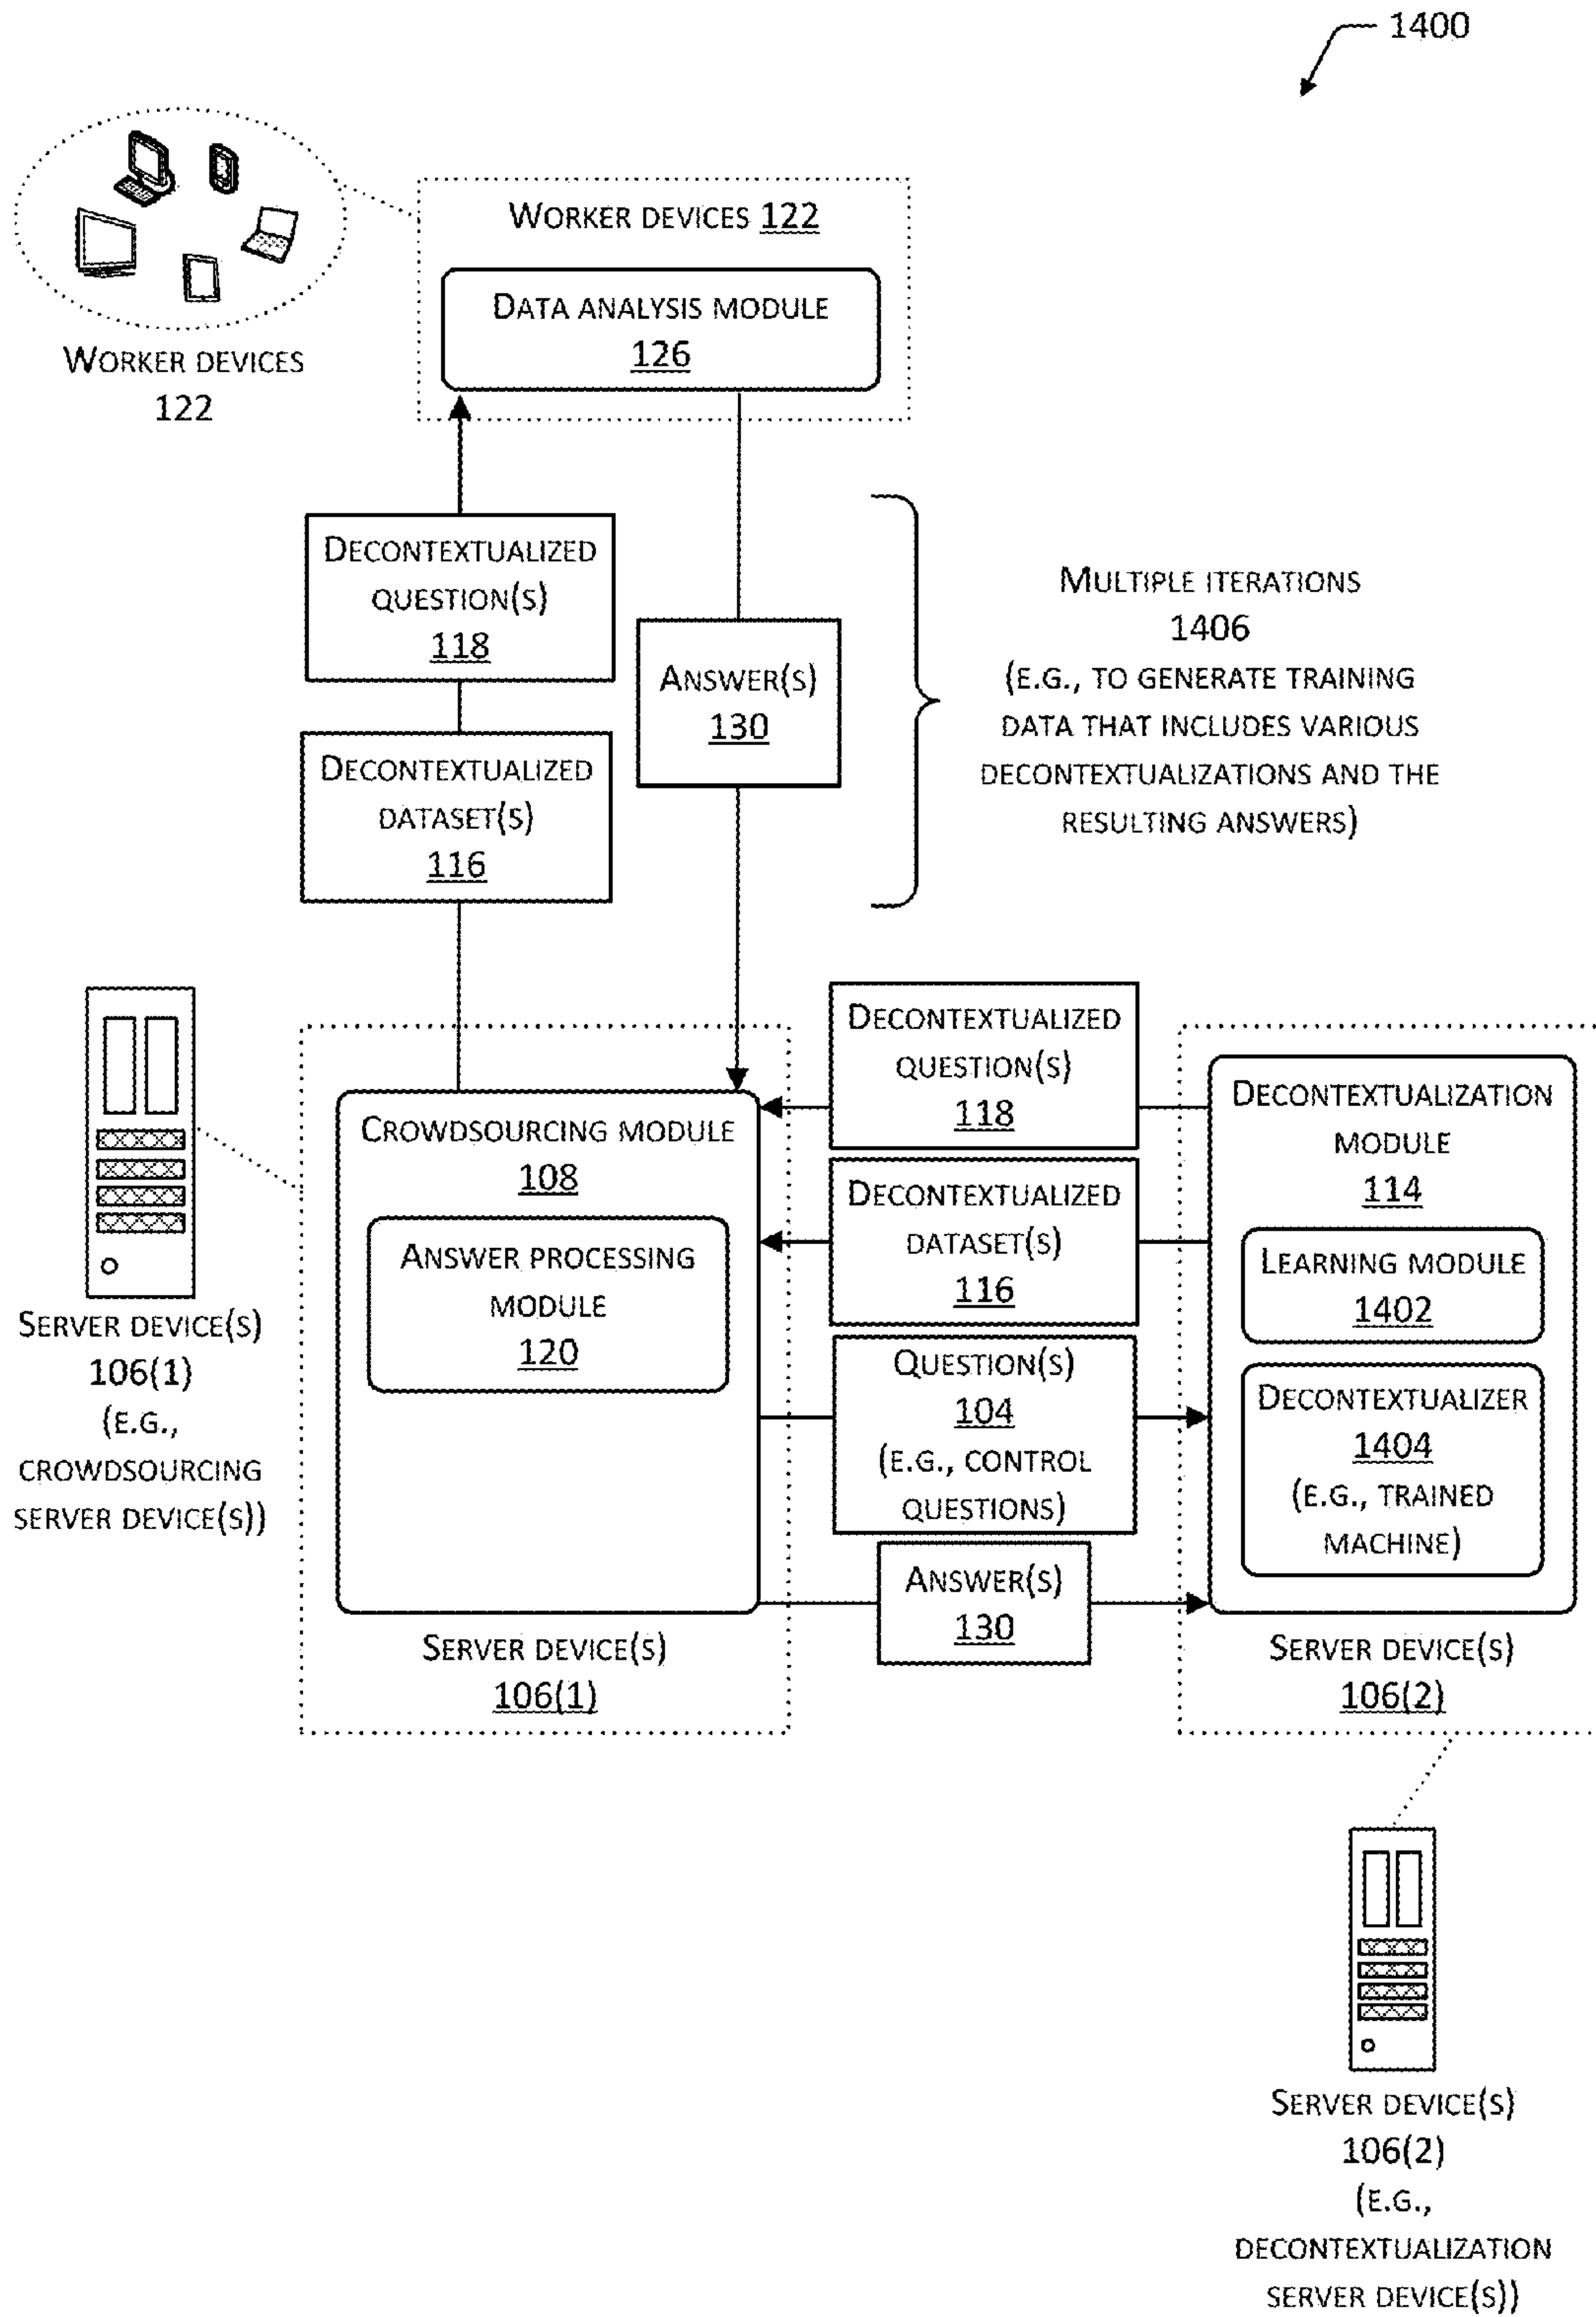 1400
WORKER DEVICES 122
DATA ANALYSIS MODULE
126
WORKER DEVICES
122
DECONTEXTUALIZED
QUESTION(S)
118
DECONTEXTUALIZED
DATASET(S)
116
ANSWER(S)
130
MULTIPLE ITERATIONS
1406
(E.G., TO GENERATE TRAINING
DATA THAT INCLUDES VARIOUS
DECONTEXTUALIZATIONS AND THE
RESULTING ANSWERS)
SERVER DEVICE(S)
106(1)
(E.G.,
CROWDSOURCING
SERVER DEVICE(S))
CROWDSOURCING MODULE
108
ANSWER PROCESSING
MODULE
120
SERVER DEVICE(S)
106(1)
DECONTEXTUALIZED
QUESTION(S)
118
DECONTEXTUALIZED
DATASET(S)
116
QUESTION(S)
104
(E.G., CONTROL
QUESTIONS)
ANSWER(S)
130
DECONTEXTUALIZATION
MODULE
114
LEARNING MODULE
1402
DECONTEXTUALIZER
1404
(E.G., TRAINED
MACHINE)
SERVER DEVICE(S)
106(2)
SERVER DEVICE(S)
106(2)
(E.G.,
DECONTEXTUALIZATION
SERVER DEVICE(S))